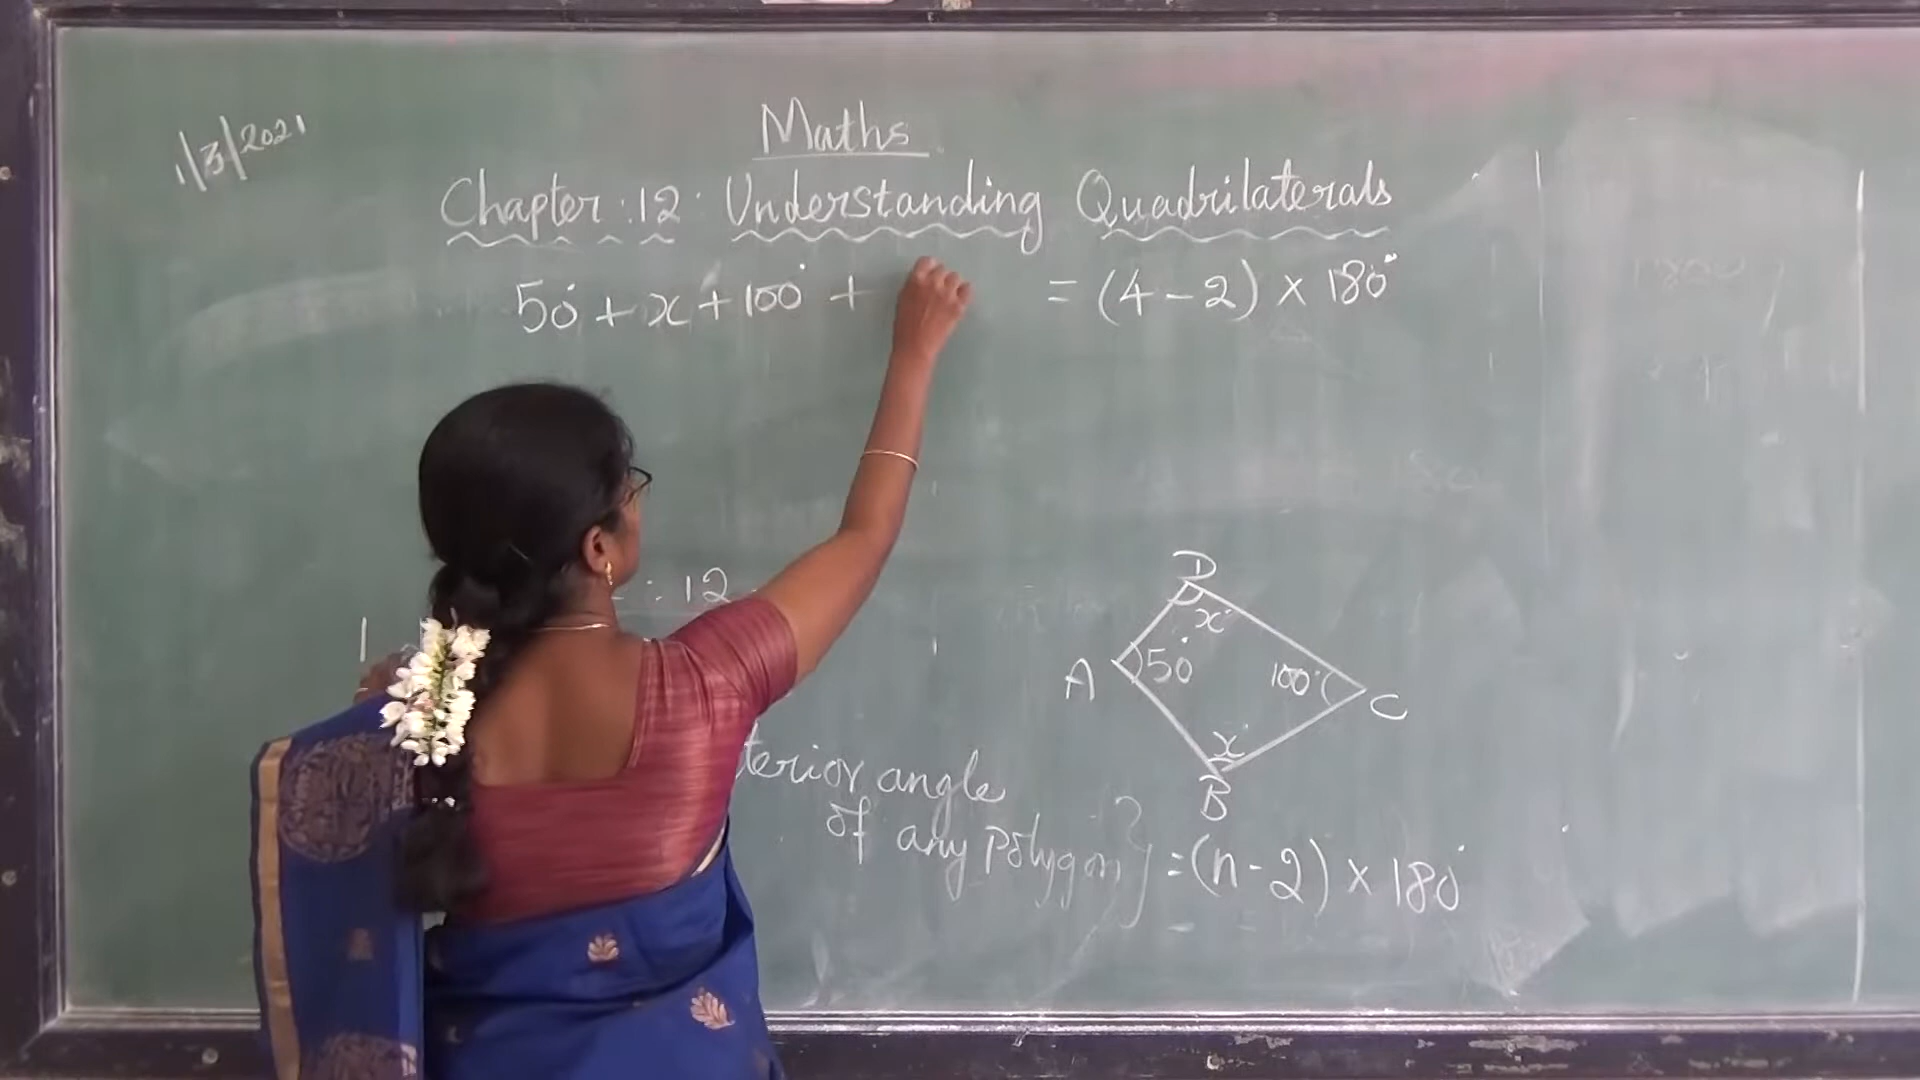 Maths
1/3/2021
Chapter : 12 : Understanding Quadrilaterals
50° + x + 100° + = (4 - 2) × 180°
: 12
D
x°
A 50° 100° C
x°
B
terior angle
of any polygon } = (n - 2) × 180°